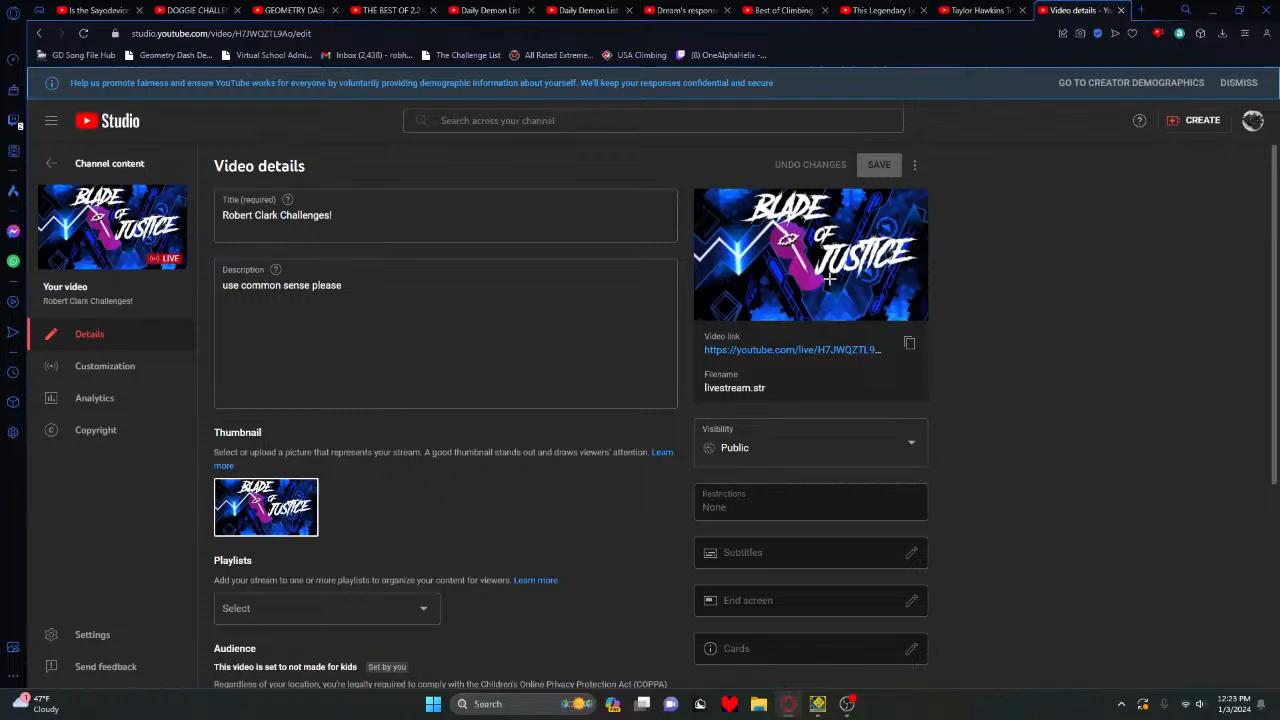 Is the Sayodevic
DOGGIE CHALLE
GEOMETRY DASH
THE BEST OF 2.2
Daily Demon List
Daily Demon List
Dream's respon
Best of Climbing
This Legendary L
Taylor Hawkins T
Video details - Yo
studio.youtube.com/video/H7JWQZTL9Ao/edit
GD Song File Hub
Geometry Dash De...
Virtual School Admi...
Inbox (2,438) - robh...
The Challenge List
All Rated Extreme...
USA Climbing
(8) OneAlphaHelix -...
Help us promote fairness and ensure YouTube works for everyone by voluntarily providing demographic information about yourself. We'll keep your responses confidential and secure
GO TO CREATOR DEMOGRAPHICS
DISMISS
Studio
Search across your channel
CREATE
Channel content
BLADE
OF
JUSTICE
LIVE
Your video
Robert Clark Challenges!
Details
Customization
Analytics
Copyright
Settings
Send feedback
Video details
UNDO CHANGES
SAVE
Title (required)
Robert Clark Challenges!
Description
use common sense please
Thumbnail
Select or upload a picture that represents your stream. A good thumbnail stands out and draws viewers' attention. Learn
more
BLADE
OF
JUSTICE
Playlists
Add your stream to one or more playlists to organize your content for viewers. Learn more
Select
Audience
This video is set to not made for kids
Set by you
Regardless of your location, you're legally required to comply with the Children's Online Privacy Protection Act (COPPA)
BLADE
OF
JUSTICE
Video link
https://youtube.com/live/H7JWQZTL9...
Filename
livestream.str
Visibility
Public
Restrictions
None
Subtitles
End screen
Cards
47°F
Cloudy
Search
12:23 PM
1/3/2024